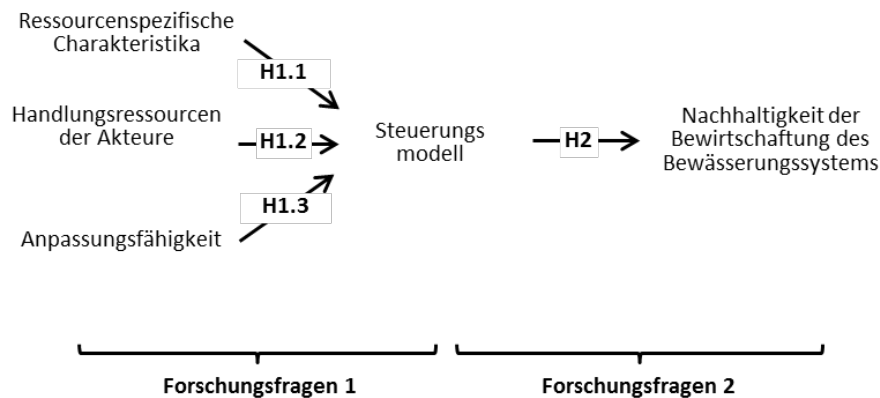 Ressourcenspezifische
Charakteristika
H1.1
Handlungsressourcen
der Akteure
H1.2
Steuerungs
modell
H2
Nachhaltigkeit der
Bewirtschaftung des
Bewässerungssystems
H1.3
Anpassungsfähigkeit
Forschungsfragen 1
Forschungsfragen 2